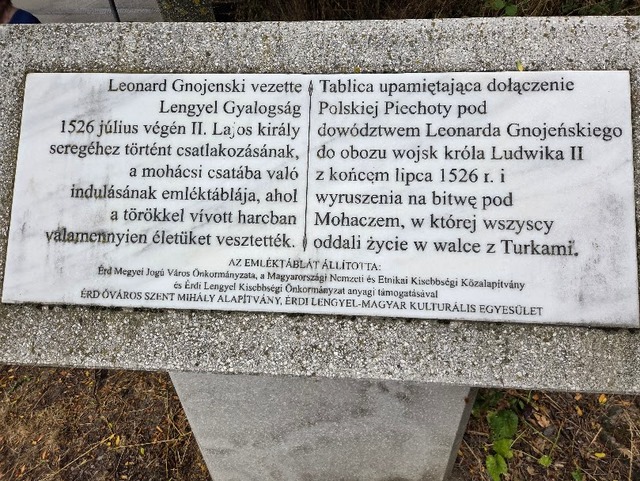 Leonard Gnojenski vezette
Lengyel Gyalogság
1526 július végén II. Lajos király
seregéhez történt csatlakozásának,
a mohácsi csatába való
indulásának emléktáblája, ahol
a törökkel vívott harcban
valamennyien életüket vesztették.
Tablica upamiętająca dołączenie
Polskiej Piechoty pod
dowództwem Leonarda Gnojeńskiego
do obozu wojsk króla Ludwika II
z końcem lipca 1526 r. i
wyruszenia na bitwę pod
Mohaczem, w której wszyscy
oddali życie w walce z Turkami.
AZ EMLÉKTÁBLÁT ÁLLÍTOTTA:
Érd Megyei Jogú Város Önkormányzata, a Magyarországi Nemzeti és Etnikai Kisebbségi Közalapítvány
és Érdi Lengyel Kisebbségi Önkormányzat anyagi támogatásával
ÉRD ÓVÁROS SZENT MIHÁLY ALAPÍTVÁNY, ÉRDI LENGYEL-MAGYAR KULTURÁLIS EGYESÜLET